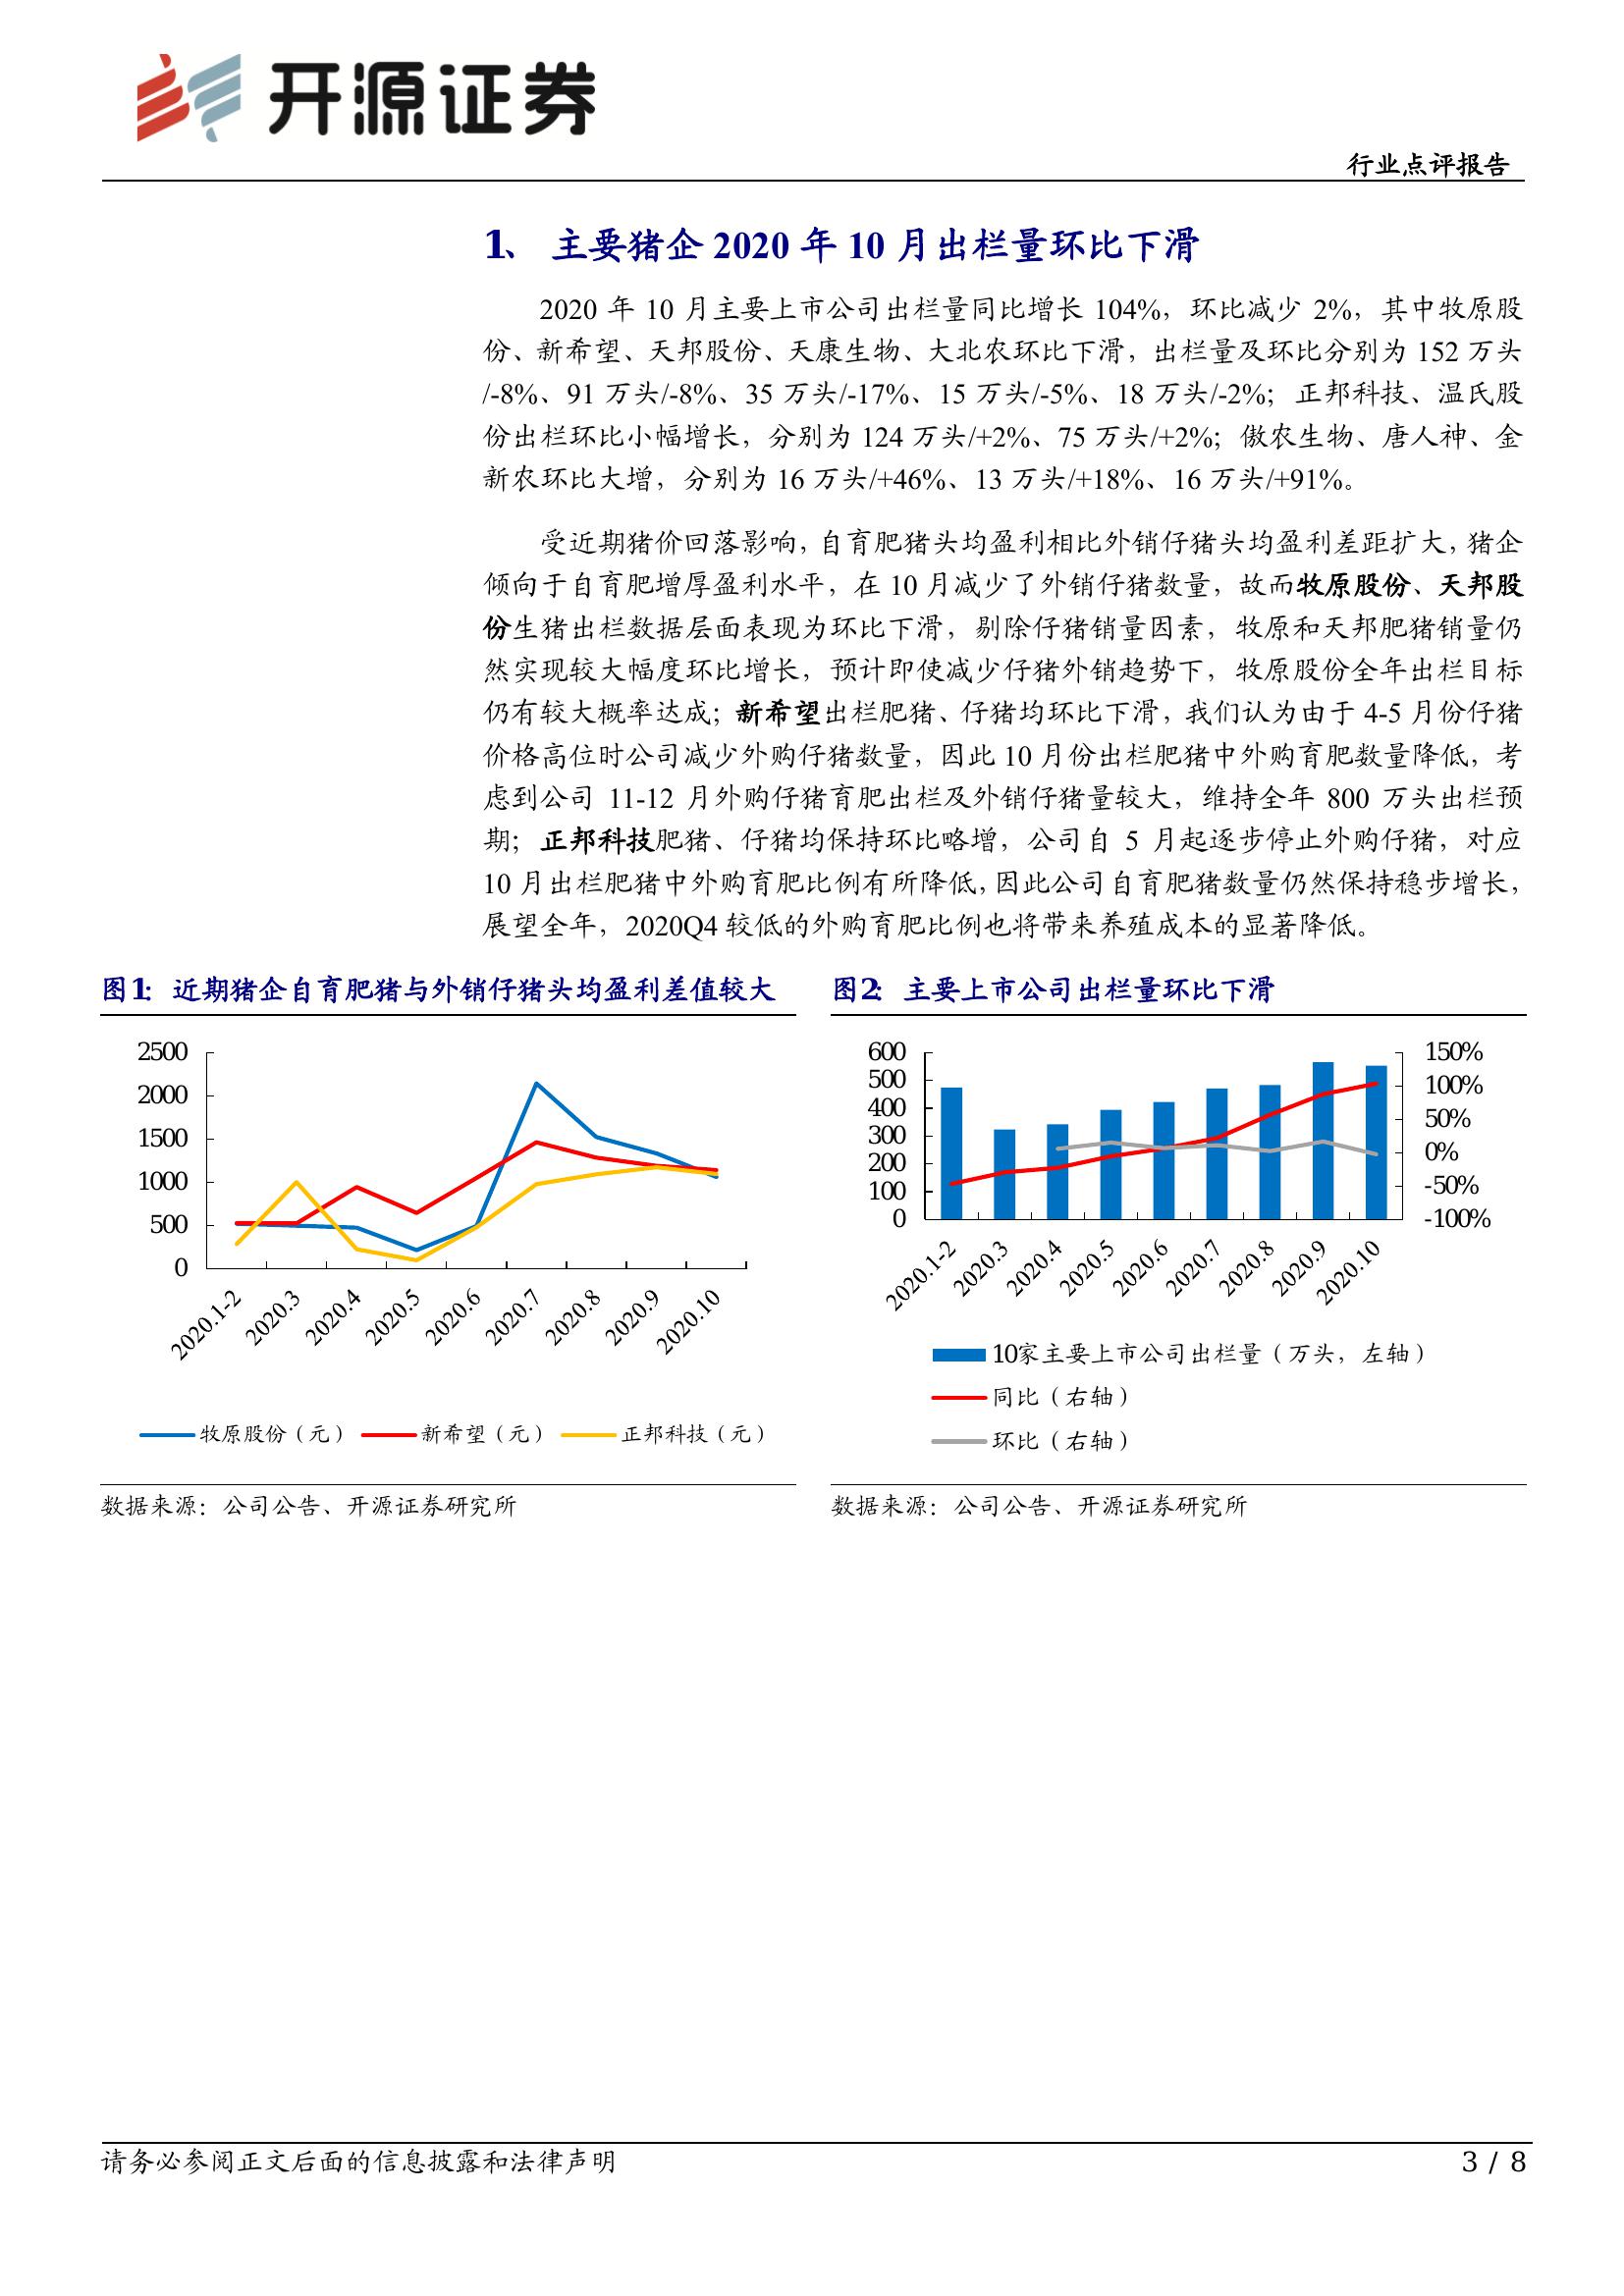 开源证券
行业点评报告
1、 主要猪企 2020 年 10 月出栏量环比下滑
2020 年 10 月主要上市公司出栏量同比增长 104%，环比减少 2%，其中牧原股
份、新希望、天邦股份、天康生物、大北农环比下滑，出栏量及环比分别为 152 万头
/-8%、91 万头/-8%、35 万头/-17%、15 万头/-5%、18 万头/-2%；正邦科技、温氏股
份出栏环比小幅增长，分别为 124 万头/+2%、75 万头/+2%；傲农生物、唐人神、金
新农环比大增，分别为 16 万头/+46%、13 万头/+18%、16 万头/+91%。
受近期猪价回落影响，自育肥猪头均盈利相比外销仔猪头均盈利差距扩大，猪企
倾向于自育肥增厚盈利水平，在 10 月减少了外销仔猪数量，故而牧原股份、天邦股
份生猪出栏数据层面表现为环比下滑，剔除仔猪销量因素，牧原和天邦肥猪销量仍
然实现较大幅度环比增长，预计即使减少仔猪外销趋势下，牧原股份全年出栏目标
仍有较大概率达成；新希望出栏肥猪、仔猪均环比下滑，我们认为由于 4-5 月份仔猪
价格高位时公司减少外购仔猪数量，因此 10 月份出栏肥猪中外购育肥数量降低，考
虑到公司 11-12 月外购仔猪育肥出栏及外销仔猪量较大，维持全年 800 万头出栏预
期；正邦科技肥猪、仔猪均保持环比略增，公司自 5 月起逐步停止外购仔猪，对应
10 月出栏肥猪中外购育肥比例有所降低，因此公司自育肥猪数量仍然保持稳步增长，
展望全年，2020Q4 较低的外购育肥比例也将带来养殖成本的显著降低。
图1： 近期猪企自育肥猪与外销仔猪头均盈利差值较大
2500
2000
1500
1000
500
0
2020.1-2
2020.3
2020.4
2020.5
2020.6
2020.7
2020.8
2020.9
2020.10
牧原股份（元） 新希望（元） 正邦科技（元）
数据来源：公司公告、开源证券研究所
图2： 主要上市公司出栏量环比下滑
600
500
400
300
200
100
0
150%
100%
50%
0%
-50%
-100%
2020.1-2
2020.3
2020.4
2020.5
2020.6
2020.7
2020.8
2020.9
2020.10
10家主要上市公司出栏量（万头，左轴）
同比（右轴）
环比（右轴）
数据来源：公司公告、开源证券研究所
请务必参阅正文后面的信息披露和法律声明
3 / 8